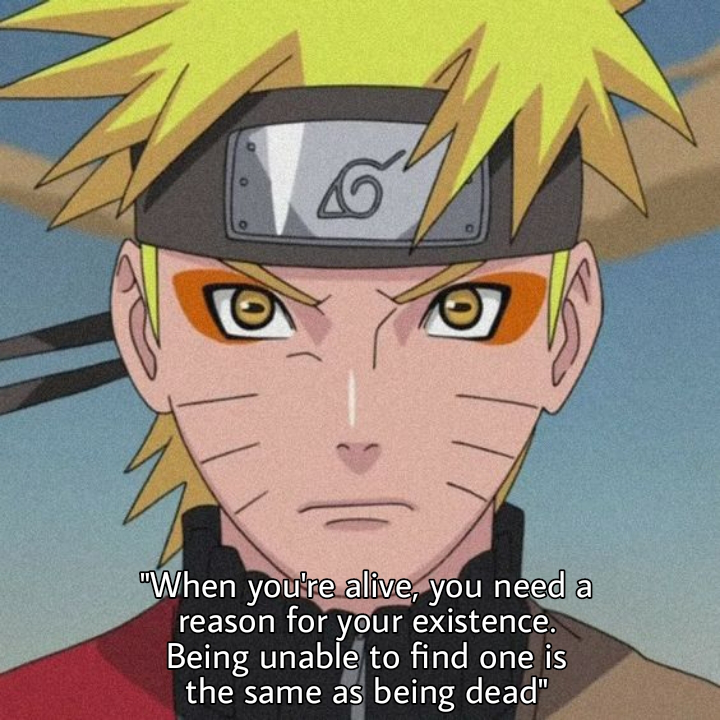 "When you're alive, you need a
reason for your existence.
Being unable to find one is
the same as being dead"